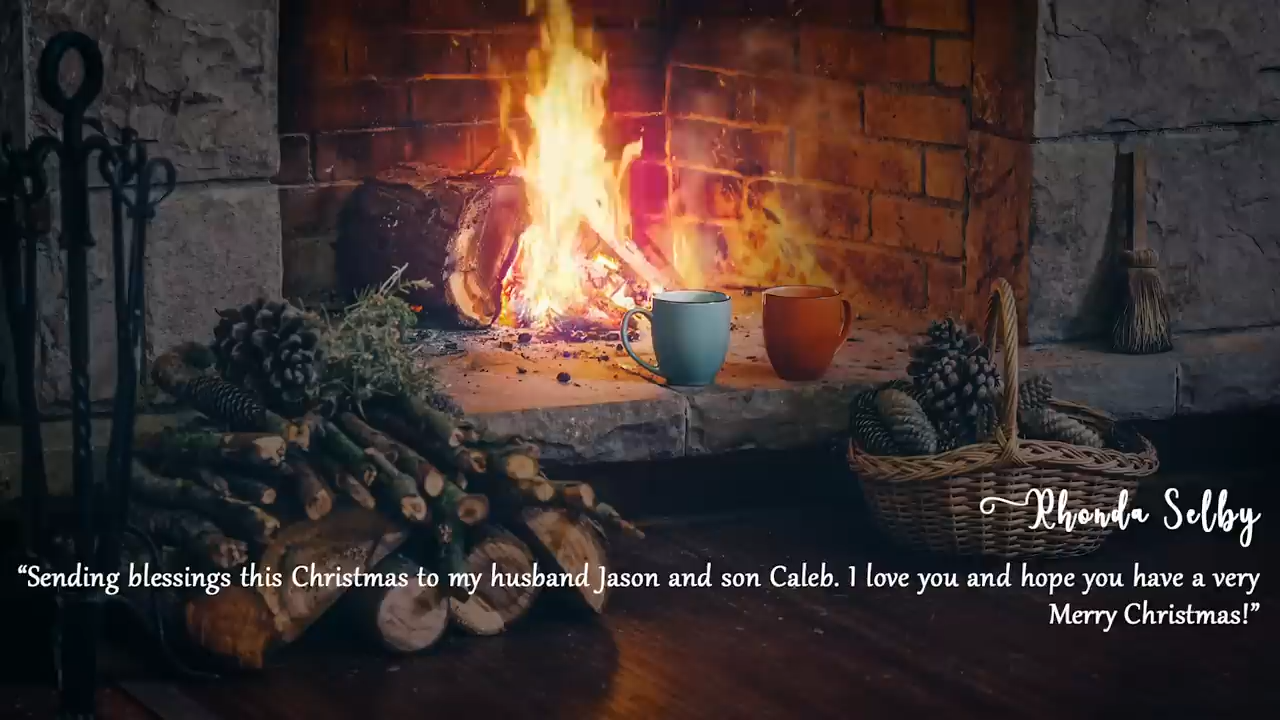 Rhonda Selby
“Sending blessings this Christmas to my husband Jason and son Caleb. I love you and hope you have a very
Merry Christmas!”